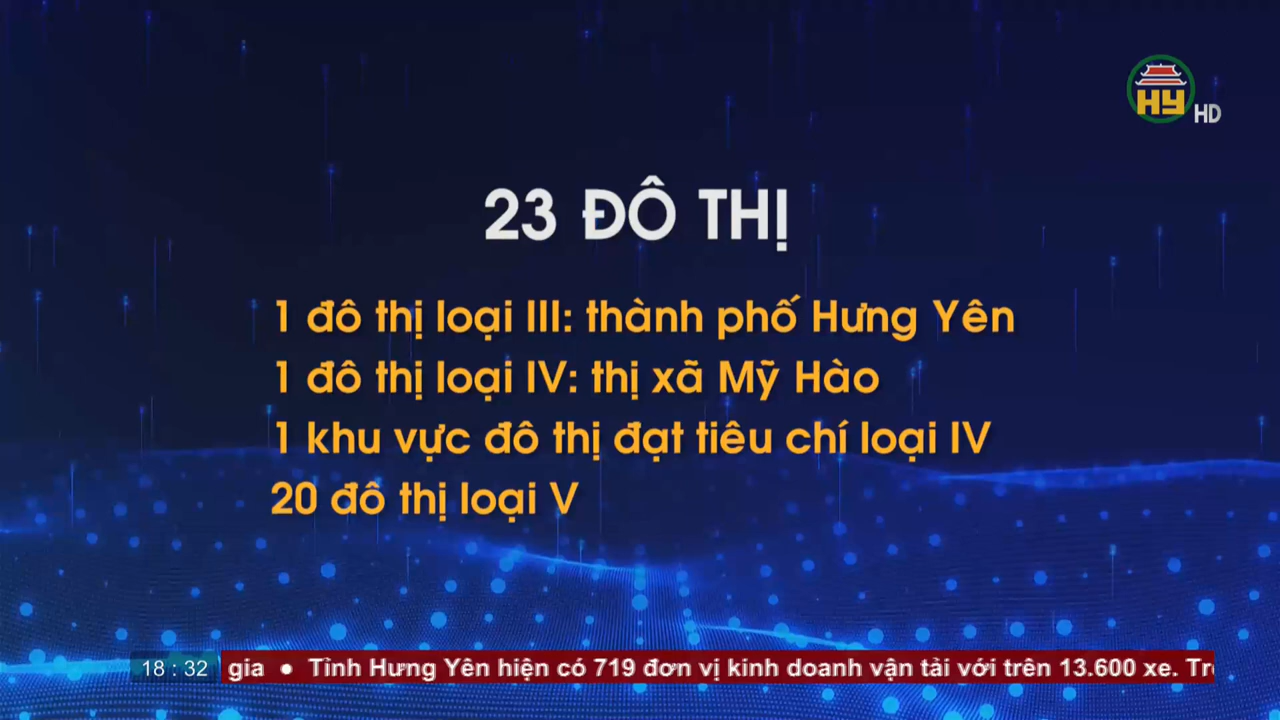 HY
HD
23 ĐÔ THỊ
1 đô thị loại III: thành phố Hưng Yên
1 đô thị loại IV: thị xã Mỹ Hào
1 khu vực đô thị đạt tiêu chí loại IV
20 đô thị loại V
18 : 32 gia ● Tỉnh Hưng Yên hiện có 719 đơn vị kinh doanh vận tải với trên 13.600 xe.